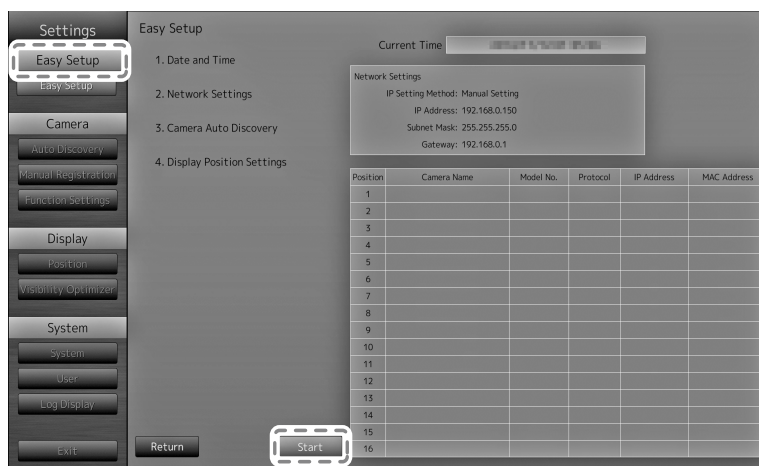 Settings
Easy Setup
Easy Setup
Camera
Auto Discovery
Manual Registration
Function Settings
Display
Position
Visibility Optimizer
System
System
User
Log Display
Exit
Easy Setup
1. Date and Time
2. Network Settings
3. Camera Auto Discovery
4. Display Position Settings
Return
Start
Current Time
Network Settings
IP Setting Method: Manual Setting
IP Address: 192.168.0.150
Subnet Mask: 255.255.255.0
Gateway: 192.168.0.1
Position Camera Name Model No. Protocol IP Address MAC Address
1
2
3
4
5
6
7
8
9
10
11
12
13
14
15
16